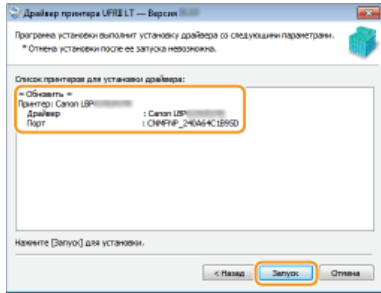 Драйвер принтера UFRII LT — Версия
Программа установки выполнит установку драйвера со следующими параметрами.
* Отмена установки после ее запуска невозможна.
Список принтеров для установки драйвера:
= Обновить =
Принтер: Canon LBP
Драйвер : Canon LBP
Порт : CNMFNP_240A64C1B95D
Нажмите [Запуск] для установки.
< Назад Запуск Отмена